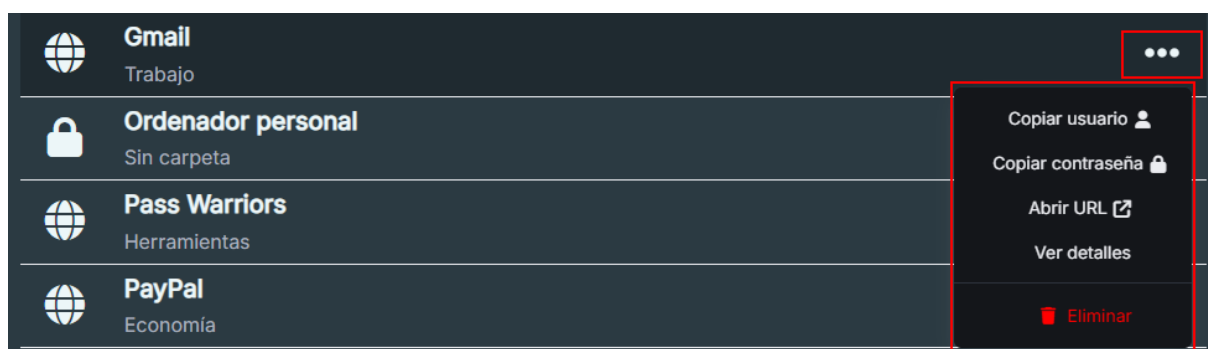 Gmail
Trabajo
Ordenador personal
Sin carpeta
Pass Warriors
Herramientas
PayPal
Economía
Copiar usuario
Copiar contraseña
Abrir URL
Ver detalles
Eliminar